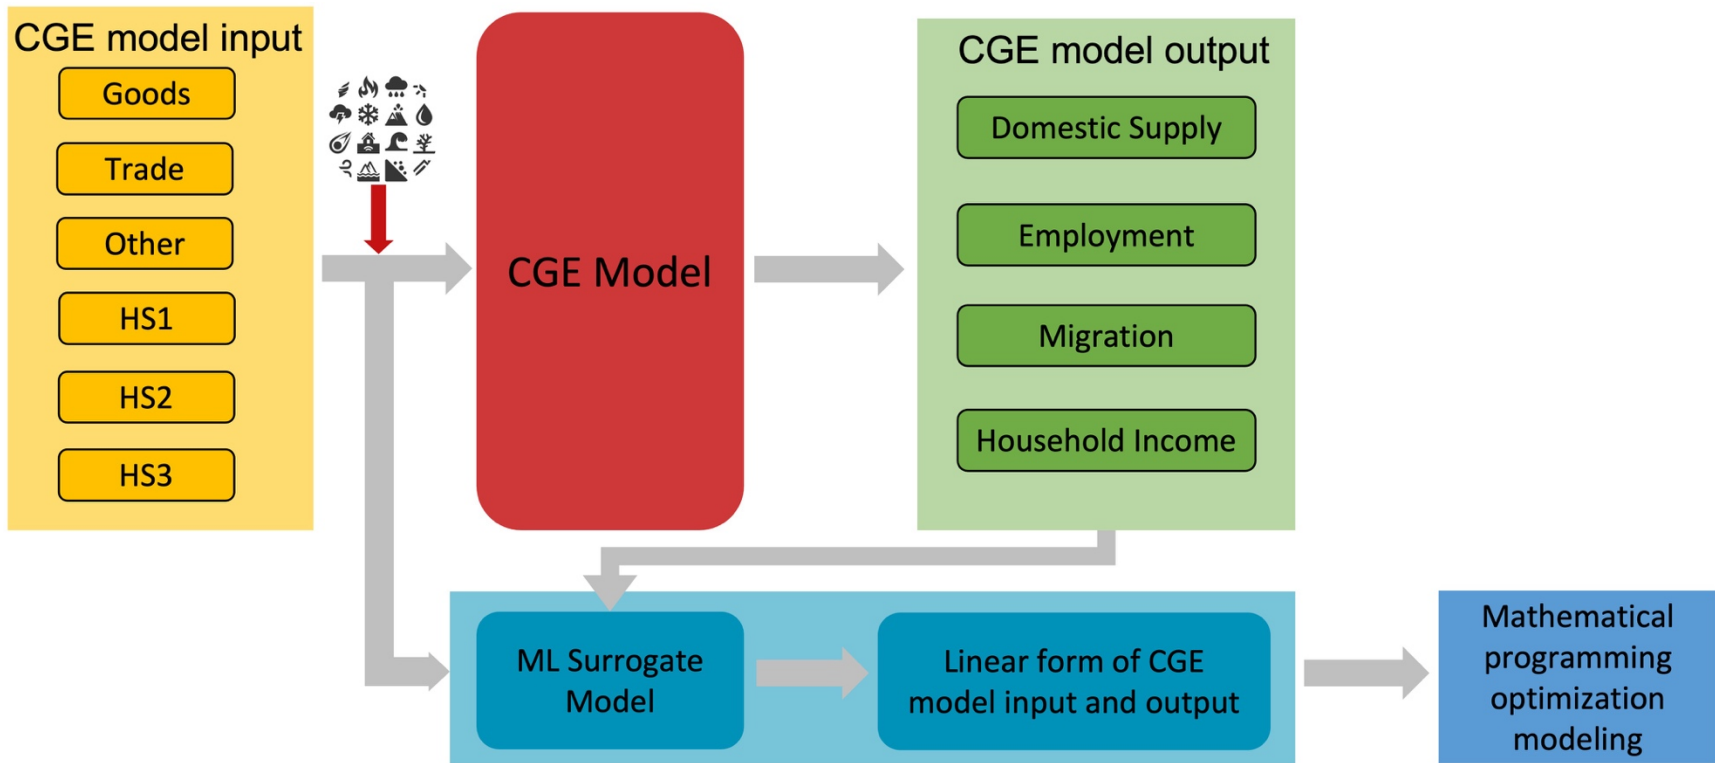 CGE model input
Goods
Trade
Other
HS1
HS2
HS3
CGE Model
CGE model output
Domestic Supply
Employment
Migration
Household Income
ML Surrogate
Model
Linear form of CGE
model input and output
Mathematical
programming
optimization
modeling